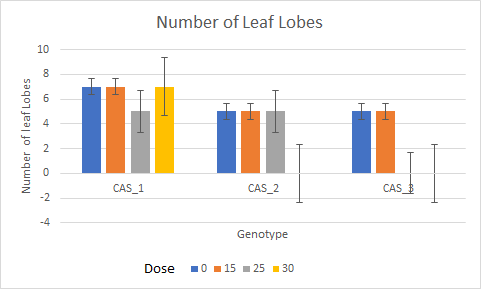 Number of Leaf Lobes
10
8
6
4
2
0
-2
-4
Number of leaf Lobes
CAS_1 CAS_2 CAS_3
Genotype
Dose 0 15 25 30